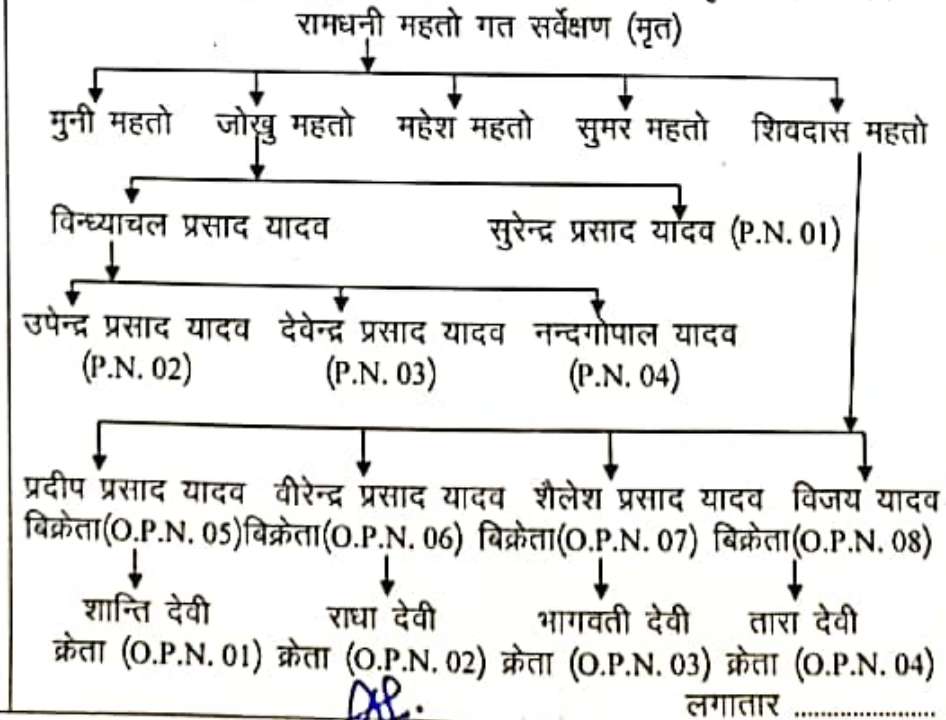 रामधनी महतो गत सर्वेक्षण (मृत)
मुनी महतो जोखु महतो महेश महतो सुमर महतो शिवदास महतो
विन्ध्याचल प्रसाद यादव सुरेन्द्र प्रसाद यादव (P.N. 01)
उपेन्द्र प्रसाद यादव देवेन्द्र प्रसाद यादव नन्दगोपाल यादव
(P.N. 02) (P.N. 03) (P.N. 04)
प्रदीप प्रसाद यादव वीरेन्द्र प्रसाद यादव शैलेश प्रसाद यादव विजय यादव
बिक्रेता(O.P.N. 05) बिक्रेता(O.P.N. 06) बिक्रेता(O.P.N. 07) बिक्रेता(O.P.N. 08)
शान्ति देवी राधा देवी भागवती देवी तारा देवी
क्रेता (O.P.N. 01) क्रेता (O.P.N. 02) क्रेता (O.P.N. 03) क्रेता (O.P.N. 04)
लगातार ......................